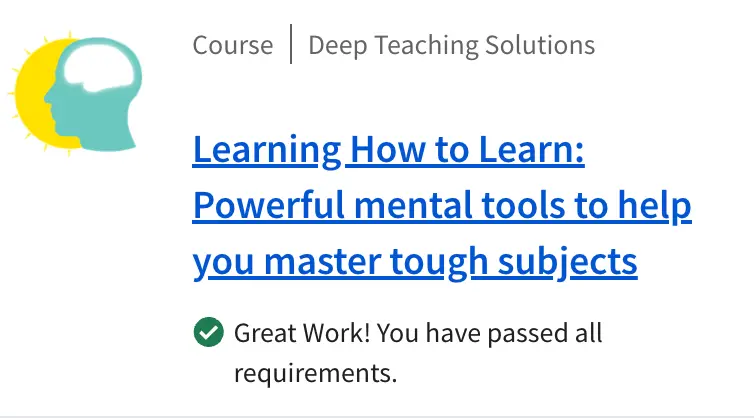 Course | Deep Teaching Solutions
Learning How to Learn:
Powerful mental tools to help
you master tough subjects
Great Work! You have passed all
requirements.